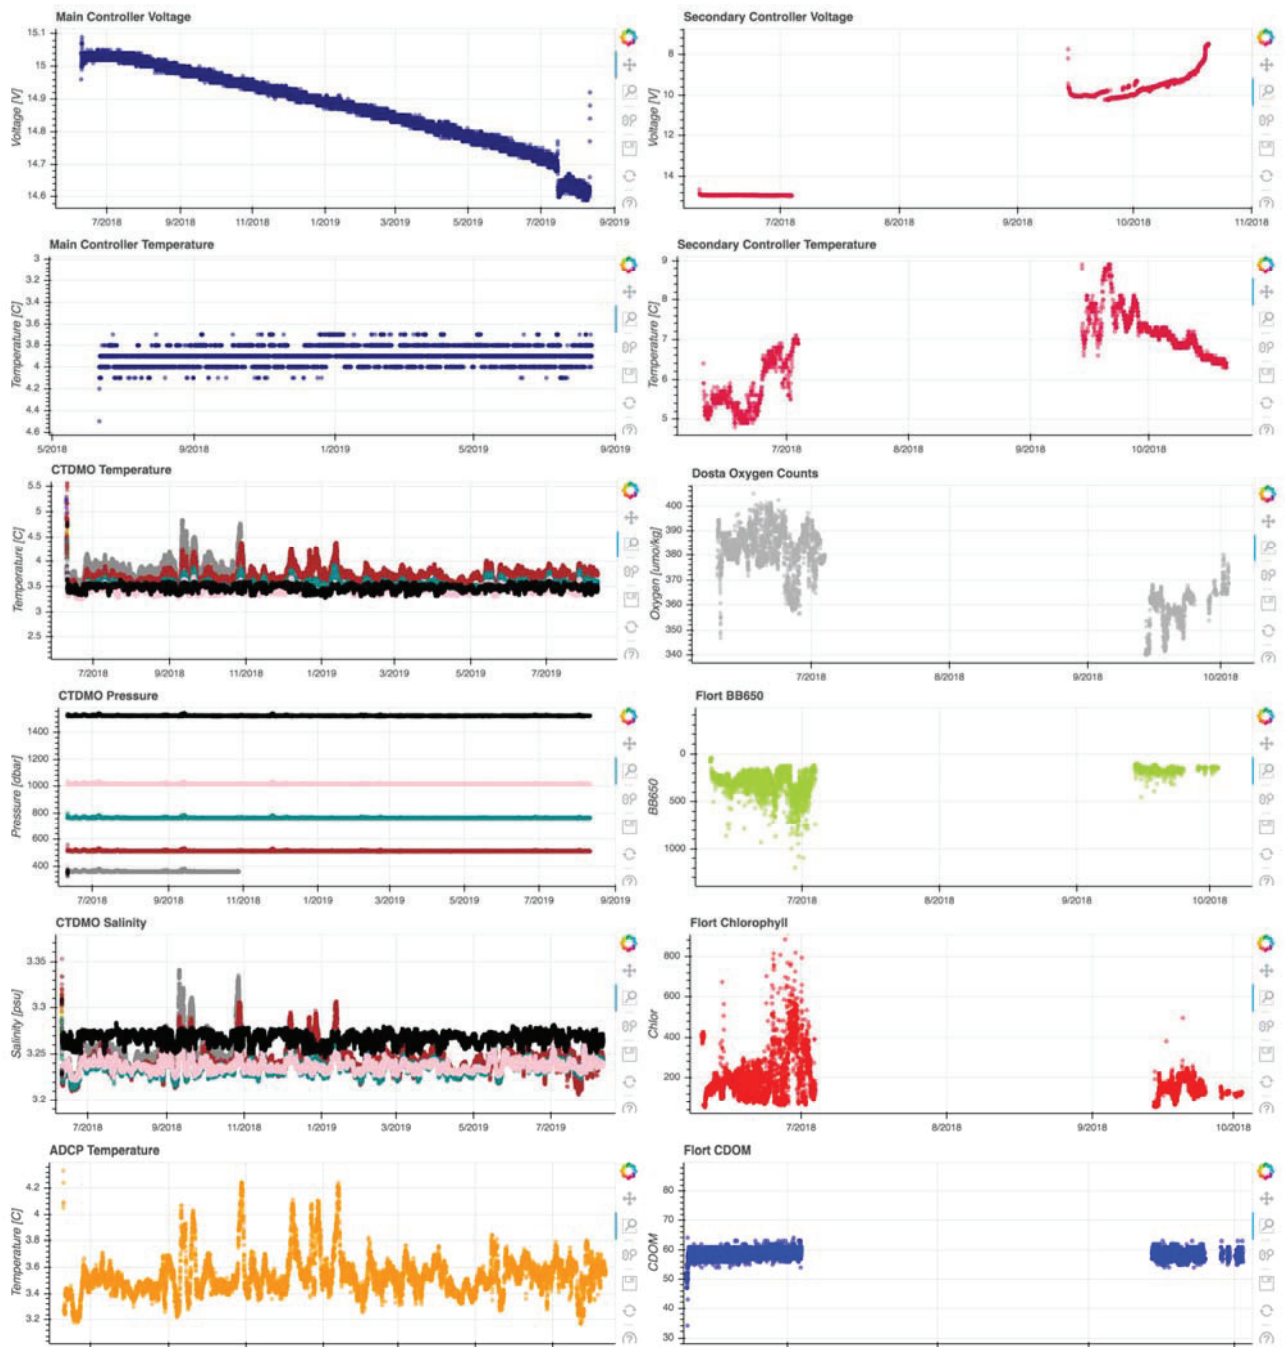 Main Controller Voltage
Voltage [V]
15.1
15
14.9
14.8
14.7
14.6
7/2018 9/2018 11/2018 1/2019 3/2019 5/2019 7/2019 9/2019
Secondary Controller Voltage
Voltage [V]
8
10
12
14
7/2018 8/2018 9/2018 10/2018 11/2018
Main Controller Temperature
Temperature [C]
3
3.2
3.4
3.6
3.8
4
4.2
4.4
4.6
5/2018 9/2018 1/2019 5/2019 9/2019
Secondary Controller Temperature
Temperature [C]
9
8
7
6
5
7/2018 8/2018 9/2018 10/2018
CTDMO Temperature
Temperature [C]
5.5
5
4.5
4
3.5
3
2.5
7/2018 9/2018 11/2018 1/2019 3/2019 5/2019 7/2019
Dosta Oxygen Counts
Oxygen [umo/kg]
400
390
380
370
360
350
340
7/2018 8/2018 9/2018 10/2018
CTDMO Pressure
Pressure [dbar]
1400
1200
1000
800
600
400
7/2018 9/2018 11/2018 1/2019 3/2019 5/2019 7/2019 9/2019
Flort BB650
BB650
0
500
1000
7/2018 8/2018 9/2018 10/2018
CTDMO Salinity
Salinity [psu]
3.35
3.3
3.25
3.2
7/2018 9/2018 11/2018 1/2019 3/2019 5/2019 7/2019
Flort Chlorophyll
Chlor
800
600
400
200
7/2018 8/2018 9/2018 10/2018
ADCP Temperature
Temperature [C]
4.2
4
3.8
3.6
3.4
3.2
Flort CDOM
CDOM
80
70
60
50
40
30